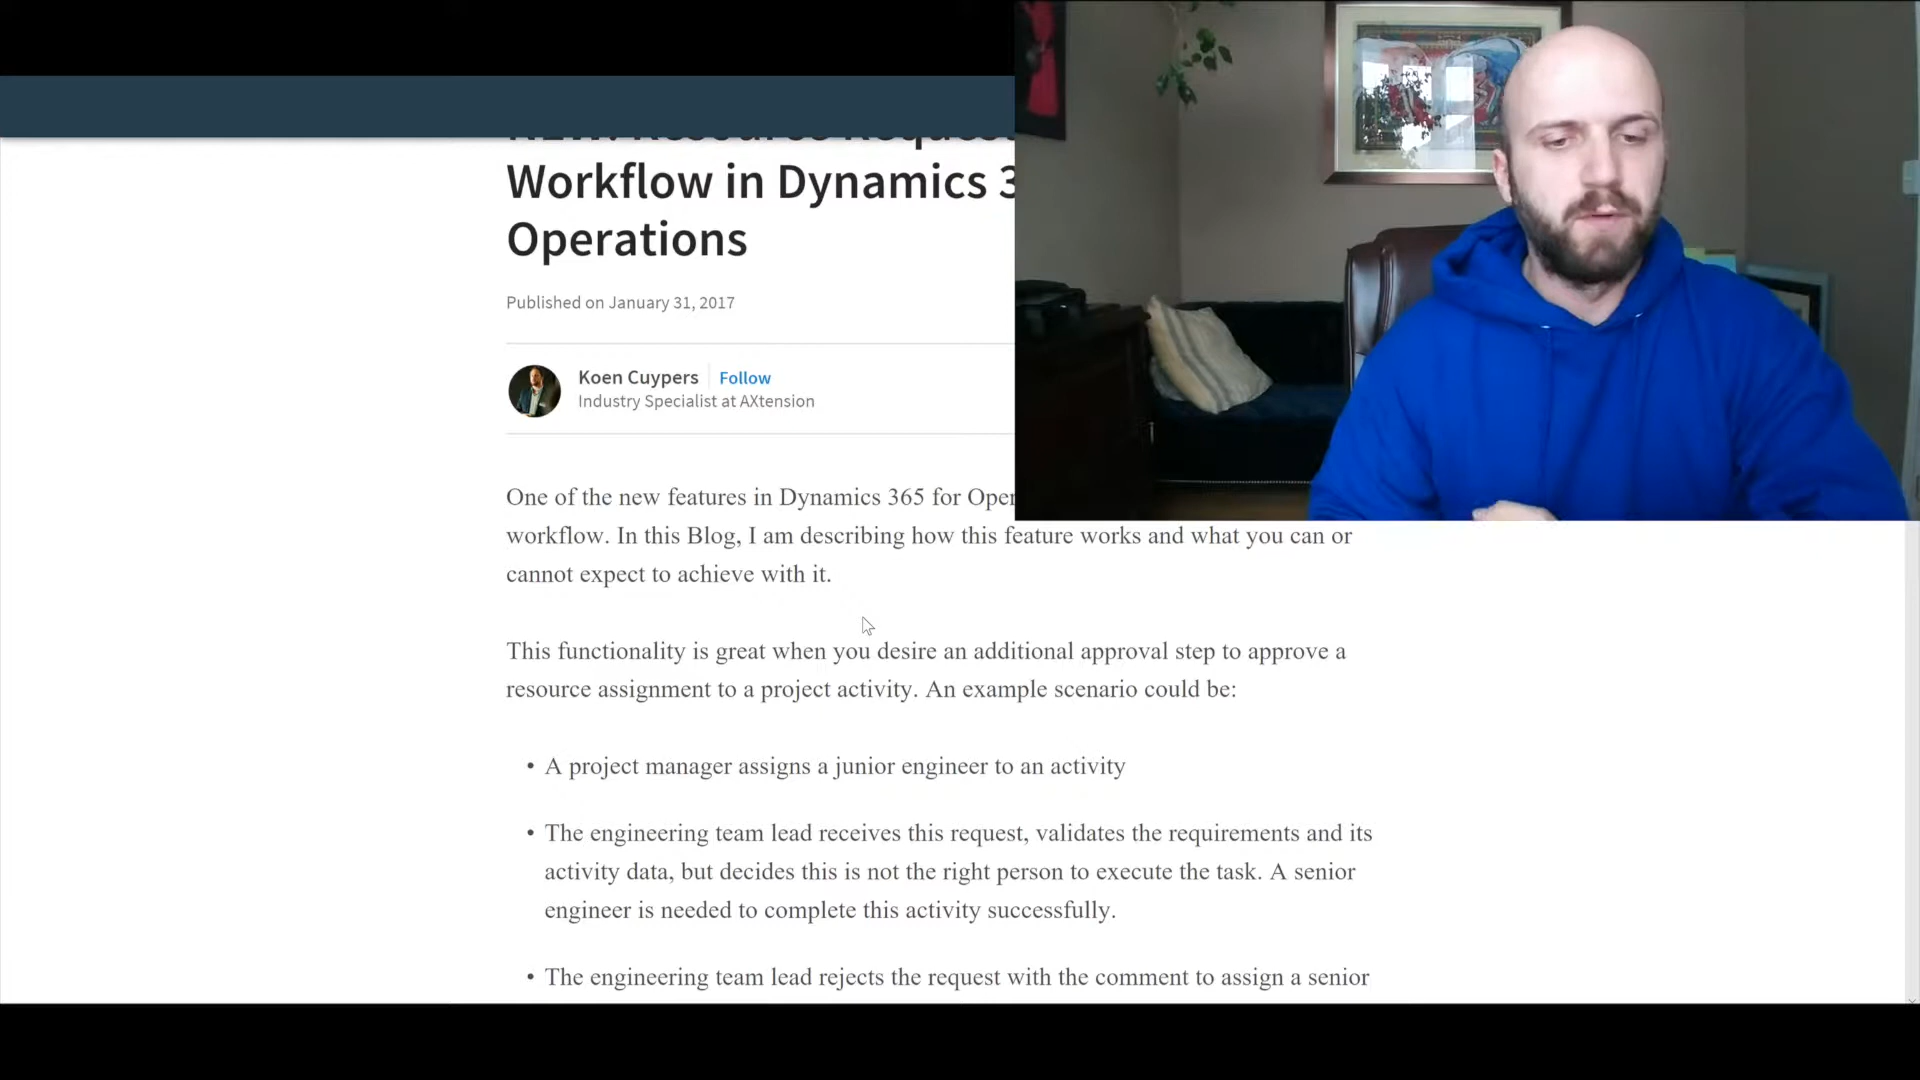 NEW: Resource Request
Workflow in Dynamics 3
Operations
Published on January 31, 2017
Koen Cuypers
Follow
Industry Specialist at AXtension
One of the new features in Dynamics 365 for Oper
workflow. In this Blog, I am describing how this feature works and what you can or
cannot expect to achieve with it.
This functionality is great when you desire an additional approval step to approve a
resource assignment to a project activity. An example scenario could be:
• A project manager assigns a junior engineer to an activity
• The engineering team lead receives this request, validates the requirements and its
activity data, but decides this is not the right person to execute the task. A senior
engineer is needed to complete this activity successfully.
• The engineering team lead rejects the request with the comment to assign a senior